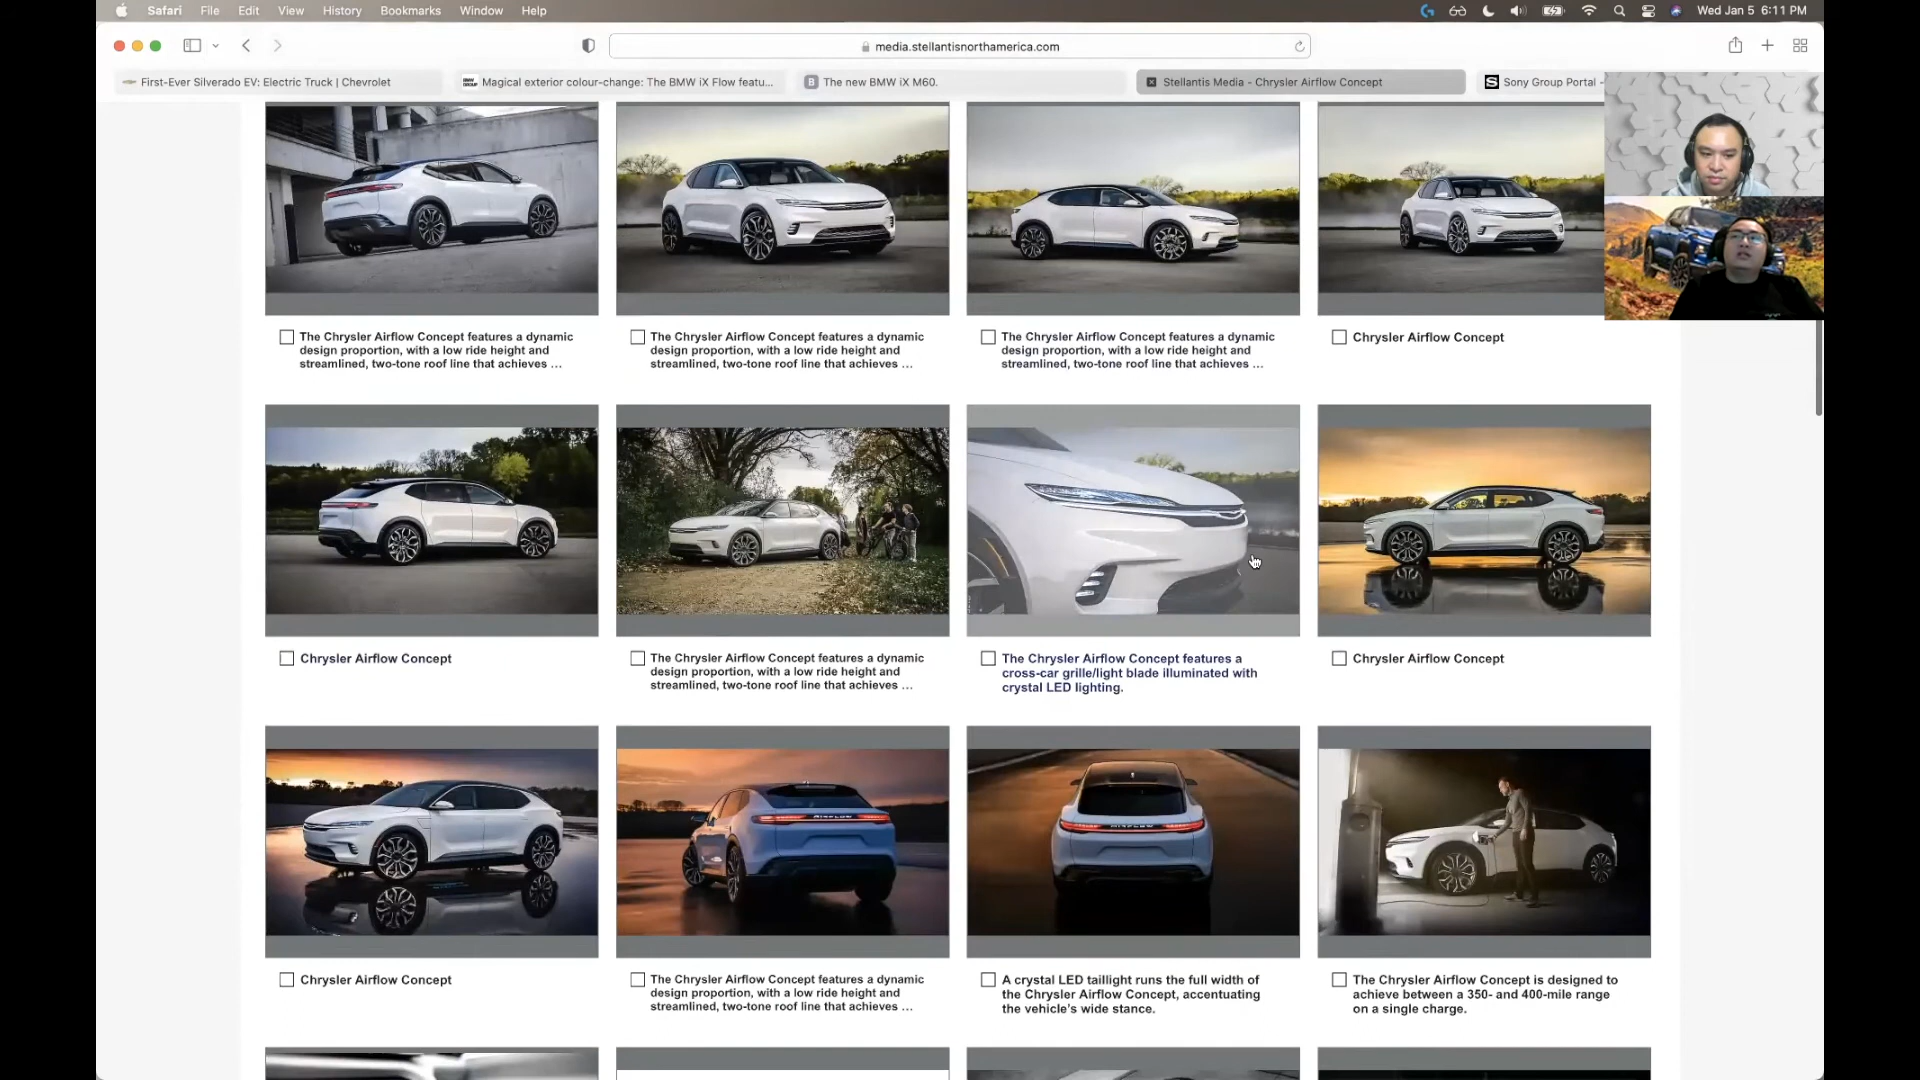 Safari File Edit View History Bookmarks Window Help Wed Jan 5 6:11 PM
media.stellantisnorthamerica.com
First-Ever Silverado EV: Electric Truck | Chevrolet
Magical exterior colour-change: The BMW iX Flow featu...
B The new BMW iX M60.
Stellantis Media - Chrysler Airflow Concept
S Sony Group Portal -
The Chrysler Airflow Concept features a dynamic
design proportion, with a low ride height and
streamlined, two-tone roof line that achieves ...
The Chrysler Airflow Concept features a dynamic
design proportion, with a low ride height and
streamlined, two-tone roof line that achieves ...
The Chrysler Airflow Concept features a dynamic
design proportion, with a low ride height and
streamlined, two-tone roof line that achieves ...
Chrysler Airflow Concept
Chrysler Airflow Concept
The Chrysler Airflow Concept features a dynamic
design proportion, with a low ride height and
streamlined, two-tone roof line that achieves ...
The Chrysler Airflow Concept features a
cross-car grille/light blade illuminated with
crystal LED lighting.
Chrysler Airflow Concept
AIRFLOW
AIRFLOW
Chrysler Airflow Concept
The Chrysler Airflow Concept features a dynamic
design proportion, with a low ride height and
streamlined, two-tone roof line that achieves ...
A crystal LED taillight runs the full width of
the Chrysler Airflow Concept, accentuating
the vehicle's wide stance.
The Chrysler Airflow Concept is designed to
achieve between a 350- and 400-mile range
on a single charge.